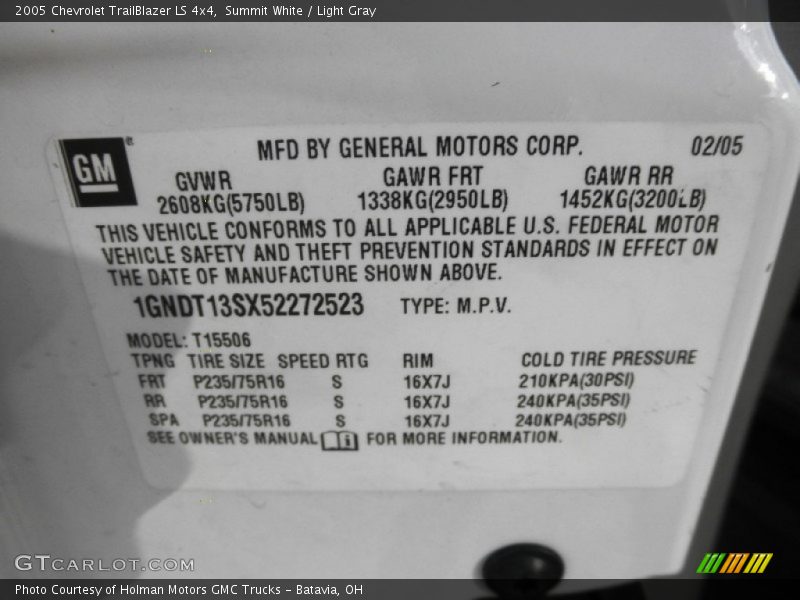 2005 Chevrolet TrailBlazer LS 4x4, Summit White / Light Gray
GM
MFD BY GENERAL MOTORS CORP. 02/05
GVWR GAWR FRT GAWR RR
2608KG(5750LB) 1338KG(2950LB) 1452KG(3200LB)
THIS VEHICLE CONFORMS TO ALL APPLICABLE U.S. FEDERAL MOTOR
VEHICLE SAFETY AND THEFT PREVENTION STANDARDS IN EFFECT ON
THE DATE OF MANUFACTURE SHOWN ABOVE.
1GNDT13SX52272523 TYPE: M.P.V.
MODEL: T15506
TPNG TIRE SIZE SPEED RTG RIM COLD TIRE PRESSURE
FRT P235/75R16 S 16X7J 210KPA(30PSI)
RR P235/75R16 S 16X7J 240KPA(35PSI)
SPA P235/75R16 S 16X7J 240KPA(35PSI)
SEE OWNER'S MANUAL FOR MORE INFORMATION.
GTCARLOT.COM
Photo Courtesy of Holman Motors GMC Trucks - Batavia, OH